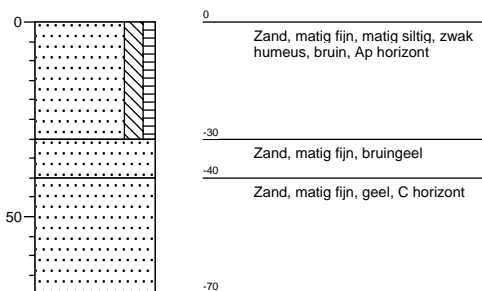 0
0
Zand, matig fijn, matig siltig, zwak
humeus, bruin, Ap horizont
-30
Zand, matig fijn, bruingeel
-40
Zand, matig fijn, geel, C horizont
50
-70